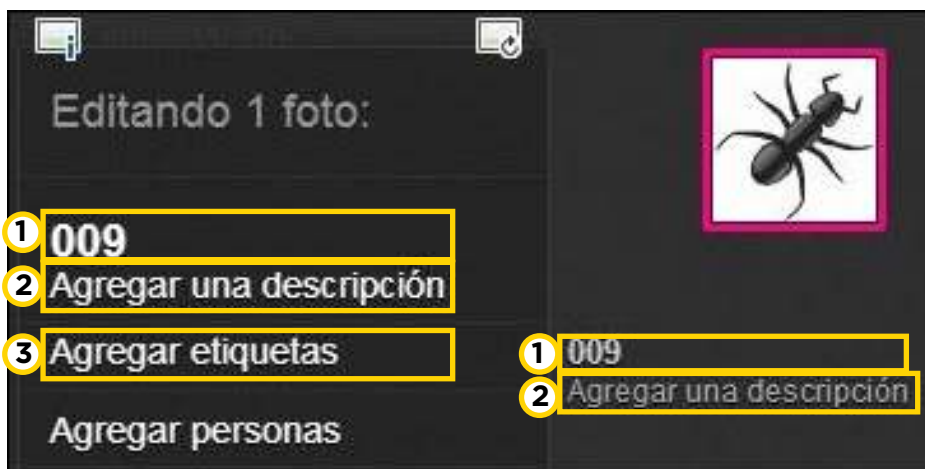 Editando 1 foto:
1 009
2 Agregar una descripción
3 Agregar etiquetas
Agregar personas
1 009
2 Agregar una descripción